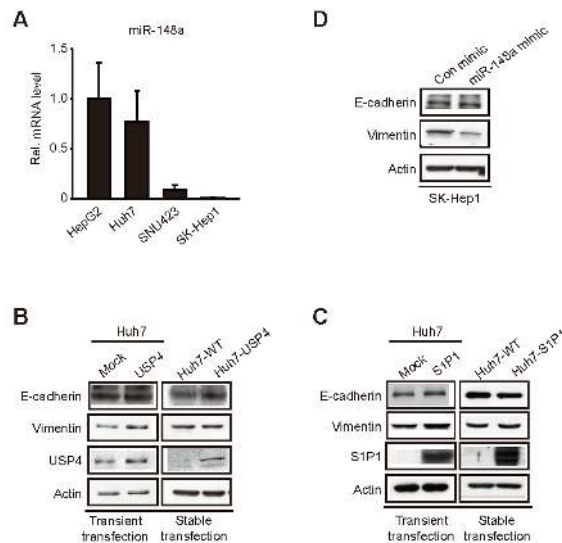 A
miR-148a
Rel. mRNA level
1.5
1.0
0.5
0
HepG2
Huh7
SNU423
SK-Hep1
D
Con mimic
miR-148a mimic
E-cadherin
Vimentin
Actin
SK-Hep1
B
Huh7
Mock
USP4
Huh7-WT
Huh7-USP4
E-cadherin
Vimentin
USP4
Actin
Transient transfection
Stable transfection
C
Huh7
Mock
S1P1
Huh7-WT
Huh7-S1P1
E-cadherin
Vimentin
S1P1
Actin
Transient transfection
Stable transfection